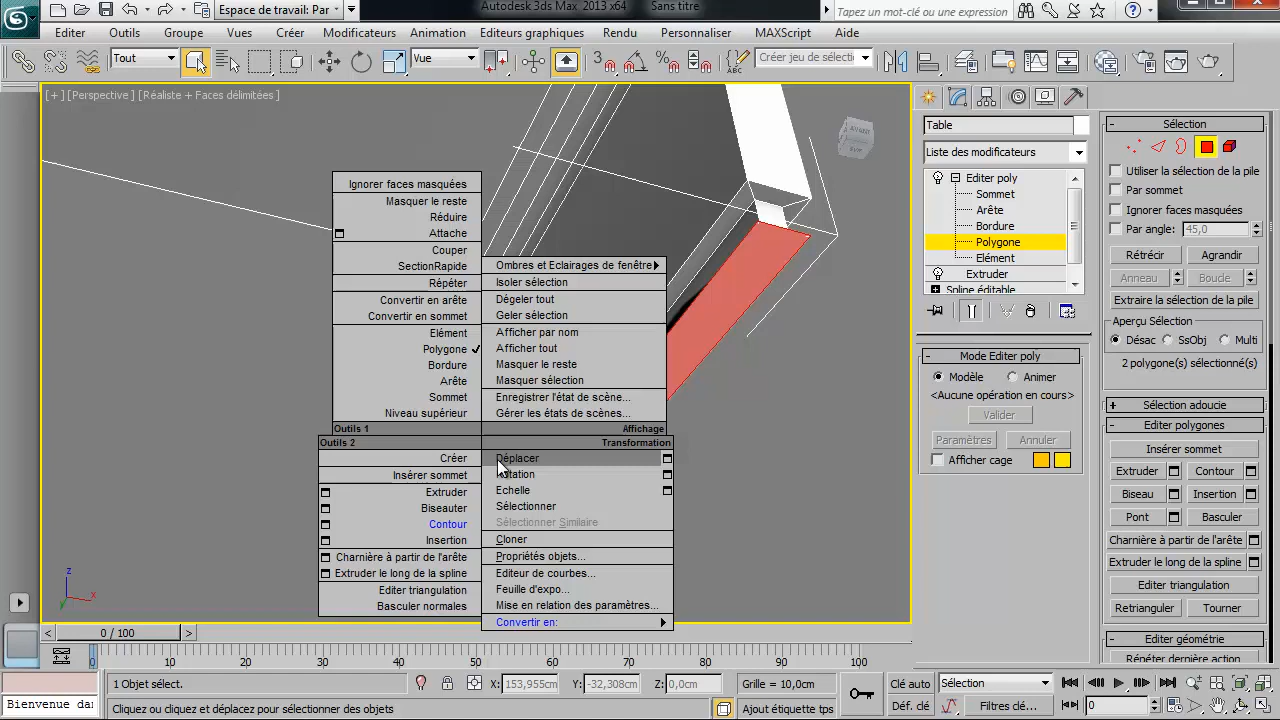 Espace de travail: Par
Autodesk 3ds Max 2013 x64 Sans titre
Tapez un mot-clé ou une expression
Editer Outils Groupe Vues Créer Modificateurs Animation Editeurs graphiques Rendu Personnaliser MAXScript Aide
Tout
Vue
3
ABC
Créer jeu de sélectio
[+] [Perspective] [Réaliste + Faces délimitées]
Ignorer faces masquées
Masquer le reste
Réduire
Attache
Couper
SectionRapide
Répéter
Convertir en arête
Convertir en sommet
Elément
Polygone
Bordure
Arête
Sommet
Niveau supérieur
Outils 1
Ombres et Eclairages de fenêtre
Isoler sélection
Dégeler tout
Geler sélection
Afficher par nom
Afficher tout
Masquer le reste
Masquer sélection
Enregistrer l'état de scène...
Gérer les états de scènes...
Affichage
Outils 2
Créer
Insérer sommet
Extruder
Biseauter
Contour
Insertion
Charnière à partir de l'arête
Extruder le long de la spline
Editer triangulation
Basculer normales
Transformation
Déplacer
Rotation
Echelle
Sélectionner
Sélectionner Similaire
Cloner
Propriétés objets...
Editeur de courbes...
Feuille d'expo...
Mise en relation des paramètres...
Convertir en:
z
x
y
Table
Liste des modificateurs
Editer poly
Sommet
Arête
Bordure
Polygone
Elément
Extruder
Spline éditable
- Mode Editer poly
Modèle Animer
<Aucune opération en cours>
Valider
Paramètres Annuler
Afficher cage
- Sélection
Utiliser la sélection de la pile
Par sommet
Ignorer faces masquées
Par angle: 45,0
Rétrécir Agrandir
Anneau Boucle
Extraire la sélection de la pile
Aperçu Sélection
Désac SsObj Multi
2 polygone(s) sélectionné(s)
+ Sélection adoucie
- Editer polygones
Insérer sommet
Extruder Contour
Biseau Insertion
Pont Basculer
Charnière à partir de l'arête
Extruder le long de la spline
Editer triangulation
Retranguler Tourner
- Editer géométrie
Répéter dernière action
< 0 / 100 >
0 10 20 30 40 50 60 70 80 90 100
1 Objet sélect.
X: 153,955cm Y: -32,308cm Z: 0,0cm
Grille = 10,0cm
Clé auto
Sélection
Bienvenue dan
Cliquez ou cliquez et déplacez pour sélectionner des objets
Ajout étiquette tps
Déf. clé
Filtres clé...
0